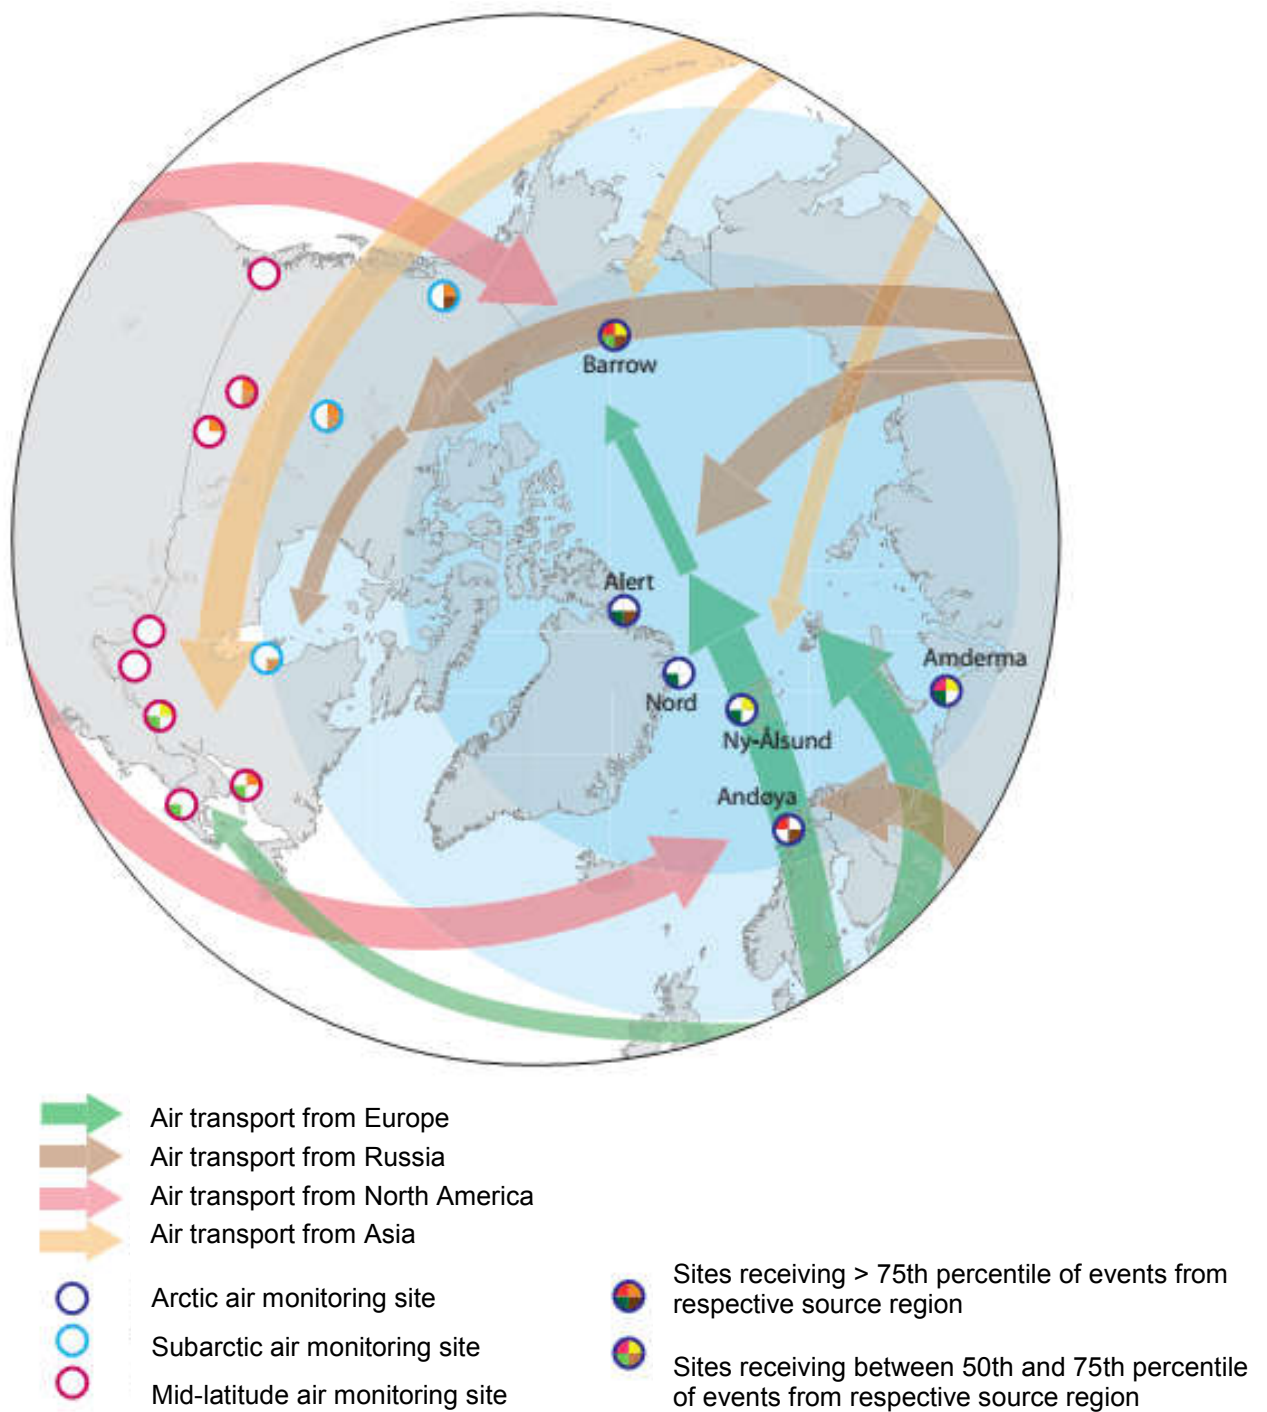 Barrow
Alert
Amderma
Nord
Ny-Ålsund
Andøya
Air transport from Europe
Air transport from Russia
Air transport from North America
Air transport from Asia
Arctic air monitoring site
Subarctic air monitoring site
Mid-latitude air monitoring site
Sites receiving > 75th percentile of events from
respective source region
Sites receiving between 50th and 75th percentile
of events from respective source region